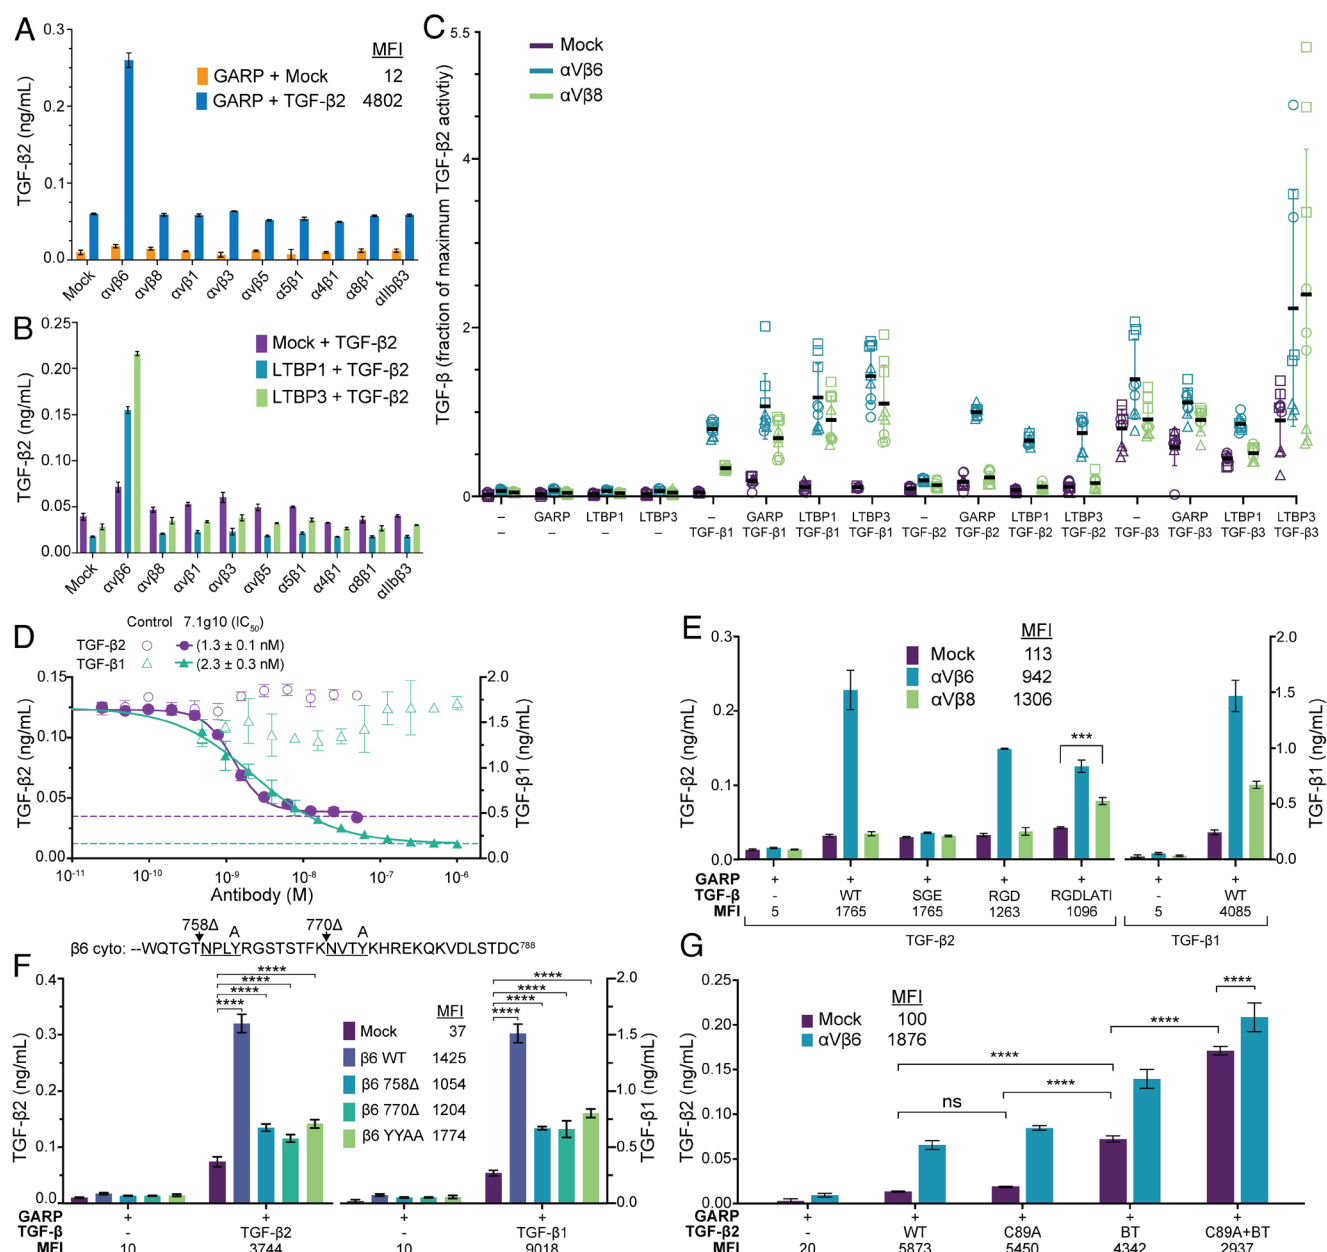 A
0.3
0.2
0.1
0.0
TGF-β2 (ng/mL)
MFI
GARP + Mock 12
GARP + TGF-β2 4802
Mock
αvβ6
αvβ8
αvβ1
αvβ3
αvβ5
α5β1
α4β1
α8β1
αIIbβ3
B
0.25
0.20
0.15
0.10
0.05
0.00
TGF-β2 (ng/mL)
Mock + TGF-β2
LTBP1 + TGF-β2
LTBP3 + TGF-β2
Mock
αvβ6
αvβ8
αvβ1
αvβ3
αvβ5
α5β1
α4β1
α8β1
αIIbβ3
C
5.5
4
2
0
TGF-β (fraction of maximum TGF-β2 activtiy)
Mock
αVβ6
αVβ8
– GARP LTBP1 LTBP3 – GARP LTBP1 LTBP3 – GARP LTBP1 LTBP3 – GARP LTBP1 LTBP3
– – – – TGF-β1 TGF-β1 TGF-β1 TGF-β1 TGF-β2 TGF-β2 TGF-β2 TGF-β2 TGF-β3 TGF-β3 TGF-β3 TGF-β3
D
Control 7.1g10 (IC50)
TGF-β2 (1.3 ± 0.1 nM)
TGF-β1 (2.3 ± 0.3 nM)
0.15
0.10
0.05
0.00
TGF-β2 (ng/mL)
2.0
1.5
1.0
0.5
0.0
TGF-β1 (ng/mL)
10-11 10-10 10-9 10-8 10-7 10-6
Antibody (M)
E
0.3
0.2
0.1
0.0
TGF-β2 (ng/mL)
MFI
Mock 113
αVβ6 942
αVβ8 1306
***
2.0
1.5
1.0
0.5
0.0
TGF-β1 (ng/mL)
GARP + + + + + + +
TGF-β - WT SGE RGD RGDLATI - WT
MFI 5 1765 1765 1263 1096 5 4085
TGF-β2 TGF-β1
758Δ A 770Δ A
β6 cyto: --WQTGTNPLYRGSTSTFKNVTYKHREKQKVDLSTDC788
F
0.4
0.3
0.2
0.1
0.0
TGF-β2 (ng/mL)
****
****
****
****
MFI
Mock 37
β6 WT 1425
β6 758Δ 1054
β6 770Δ 1204
β6 YYAA 1774
****
****
****
****
2.0
1.5
1.0
0.5
0.0
TGF-β1 (ng/mL)
GARP + + + +
TGF-β - TGF-β2 - TGF-β1
MFI 10 3744 10 9018
G
0.25
0.20
0.15
0.10
0.05
0.00
TGF-β2 (ng/mL)
MFI
Mock 100
αVβ6 1876
ns
****
****
****
****
GARP + + + + +
TGF-β2 - WT C89A BT C89A+BT
MFI 20 5873 5450 4342 2937